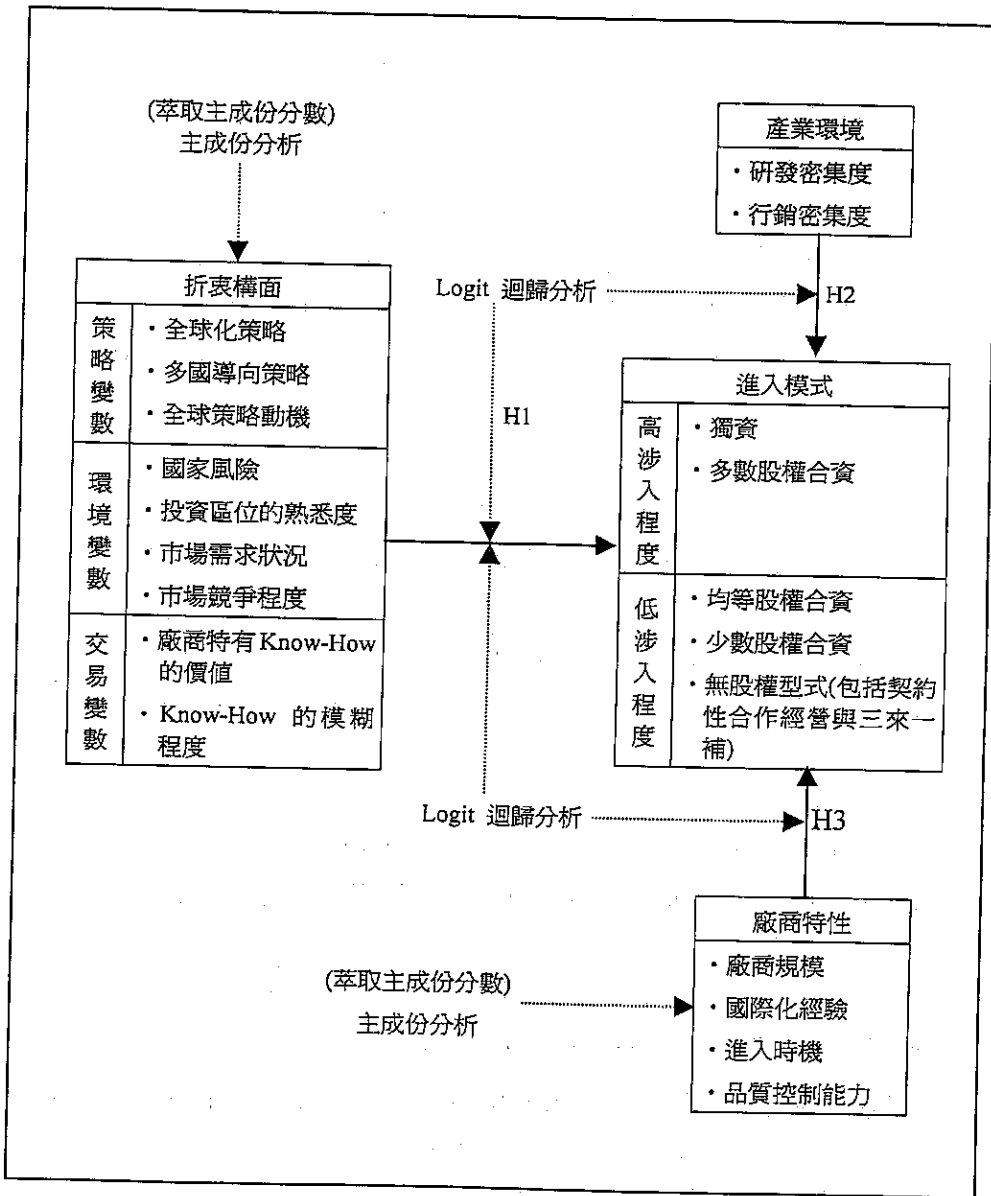 (萃取主成份分數)
主成份分析
產業環境
・研發密集度
・行銷密集度
Logit 迴歸分析
H2
H1
折衷構面
策略變數
・全球化策略
・多國導向策略
・全球策略動機
環境變數
・國家風險
・投資區位的熟悉度
・市場需求狀況
・市場競爭程度
交易變數
・廠商特有 Know-How
的價值
・Know-How 的模糊
程度
進入模式
高涉入程度
・獨資
・多數股權合資
低涉入程度
・均等股權合資
・少數股權合資
・無股權型式(包括契約
性合作經營與三來一
補)
Logit 迴歸分析
H3
廠商特性
・廠商規模
・國際化經驗
・進入時機
・品質控制能力
(萃取主成份分數)
主成份分析